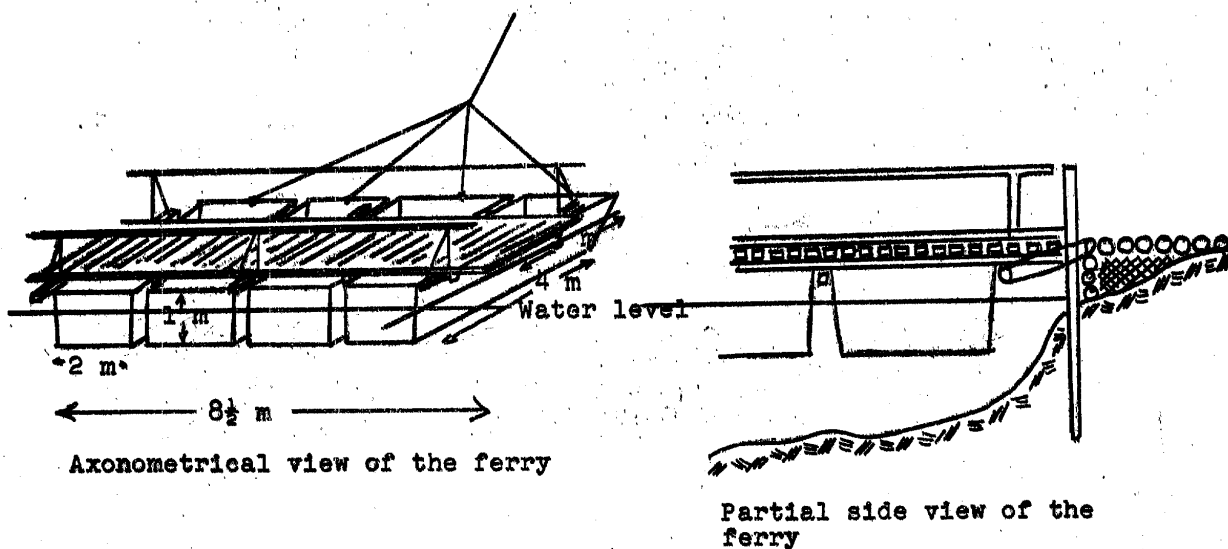 4 m
Water level
1 m
2 m
8½ m
Axonometrical view of the ferry
Partial side view of the
ferry